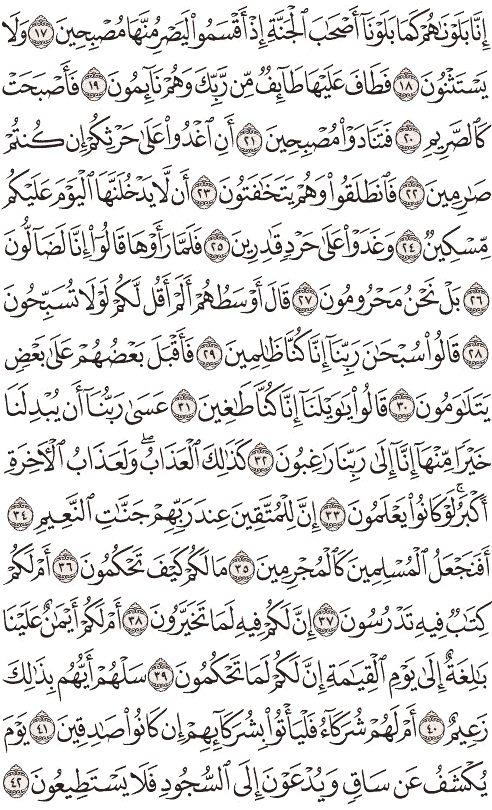 إِنَّا بَلَوْنَٰهُمْ كَمَا بَلَوْنَآ أَصْحَٰبَ ٱلْجَنَّةِ إِذْ أَقْسَمُوا۟ لَيَصْرِمُنَّهَا مُصْبِحِينَ ١٧ وَلَا
يَسْتَثْنُونَ ١٨ فَطَافَ عَلَيْهَا طَآئِفٌ مِّن رَّبِّكَ وَهُمْ نَآئِمُونَ ١٩ فَأَصْبَحَتْ
كَٱلصَّرِيمِ ٢٠ فَتَنَادَوْا۟ مُصْبِحِينَ ٢١ أَنِ ٱغْدُوا۟ عَلَىٰ حَرْثِكُمْ إِن كُنتُمْ
صَٰرِمِينَ ٢٢ فَٱنطَلَقُوا۟ وَهُمْ يَتَخَٰفَتُونَ ٢٣ أَن لَّا يَدْخُلَنَّهَا ٱلْيَوْمَ عَلَيْكُم
مِّسْكِينٌ ٢٤ وَغَدَوْا۟ عَلَىٰ حَرْدٍ قَٰدِرِينَ ٢٥ فَلَمَّا رَأَوْهَا قَالُوٓا۟ إِنَّا لَضَآلُّونَ
٢٦ بَلْ نَحْنُ مَحْرُومُونَ ٢٧ قَالَ أَوْسَطُهُمْ أَلَمْ أَقُل لَّكُمْ لَوْلَا تُسَبِّحُونَ
٢٨ قَالُوا۟ سُبْحَٰنَ رَبِّنَآ إِنَّا كُنَّا ظَٰلِمِينَ ٢٩ فَأَقْبَلَ بَعْضُهُمْ عَلَىٰ بَعْضٍ
يَتَلَٰوَمُونَ ٣٠ قَالُوا۟ يَٰوَيْلَنَآ إِنَّا كُنَّا طَٰغِينَ ٣١ عَسَىٰ رَبُّنَآ أَن يُبْدِلَنَا
خَيْرًا مِّنْهَآ إِنَّآ إِلَىٰ رَبِّنَا رَٰغِبُونَ ٣٢ كَذَٰلِكَ ٱلْعَذَابُ ۖ وَلَعَذَابُ ٱلْءَاخِرَةِ
أَكْبَرُ ۚ لَوْ كَانُوا۟ يَعْلَمُونَ ٣٣ إِنَّ لِلْمُتَّقِينَ عِندَ رَبِّهِمْ جَنَّٰتِ ٱلنَّعِيمِ ٣٤
أَفَنَجْعَلُ ٱلْمُسْلِمِينَ كَٱلْمُجْرِمِينَ ٣٥ مَا لَكُمْ كَيْفَ تَحْكُمُونَ ٣٦ أَمْ لَكُمْ
كِتَٰبٌ فِيهِ تَدْرُسُونَ ٣٧ إِنَّ لَكُمْ فِيهِ لَمَا تَخَيَّرُونَ ٣٨ أَمْ لَكُمْ أَيْمَٰنٌ عَلَيْنَا
بَٰلِغَةٌ إِلَىٰ يَوْمِ ٱلْقِيَٰمَةِ إِنَّ لَكُمْ لَمَا تَحْكُمُونَ ٣٩ سَلْهُمْ أَيُّهُم بِذَٰلِكَ
زَعِيمٌ ٤٠ أَمْ لَهُمْ شُرَكَآءُ فَلْيَأْتُوا۟ بِشُرَكَآئِهِمْ إِن كَانُوا۟ صَٰدِقِينَ ٤١ يَوْمَ
يُكْشَفُ عَن سَاقٍ وَيُدْعَوْنَ إِلَى ٱلسُّجُودِ فَلَا يَسْتَطِيعُونَ ٤٢